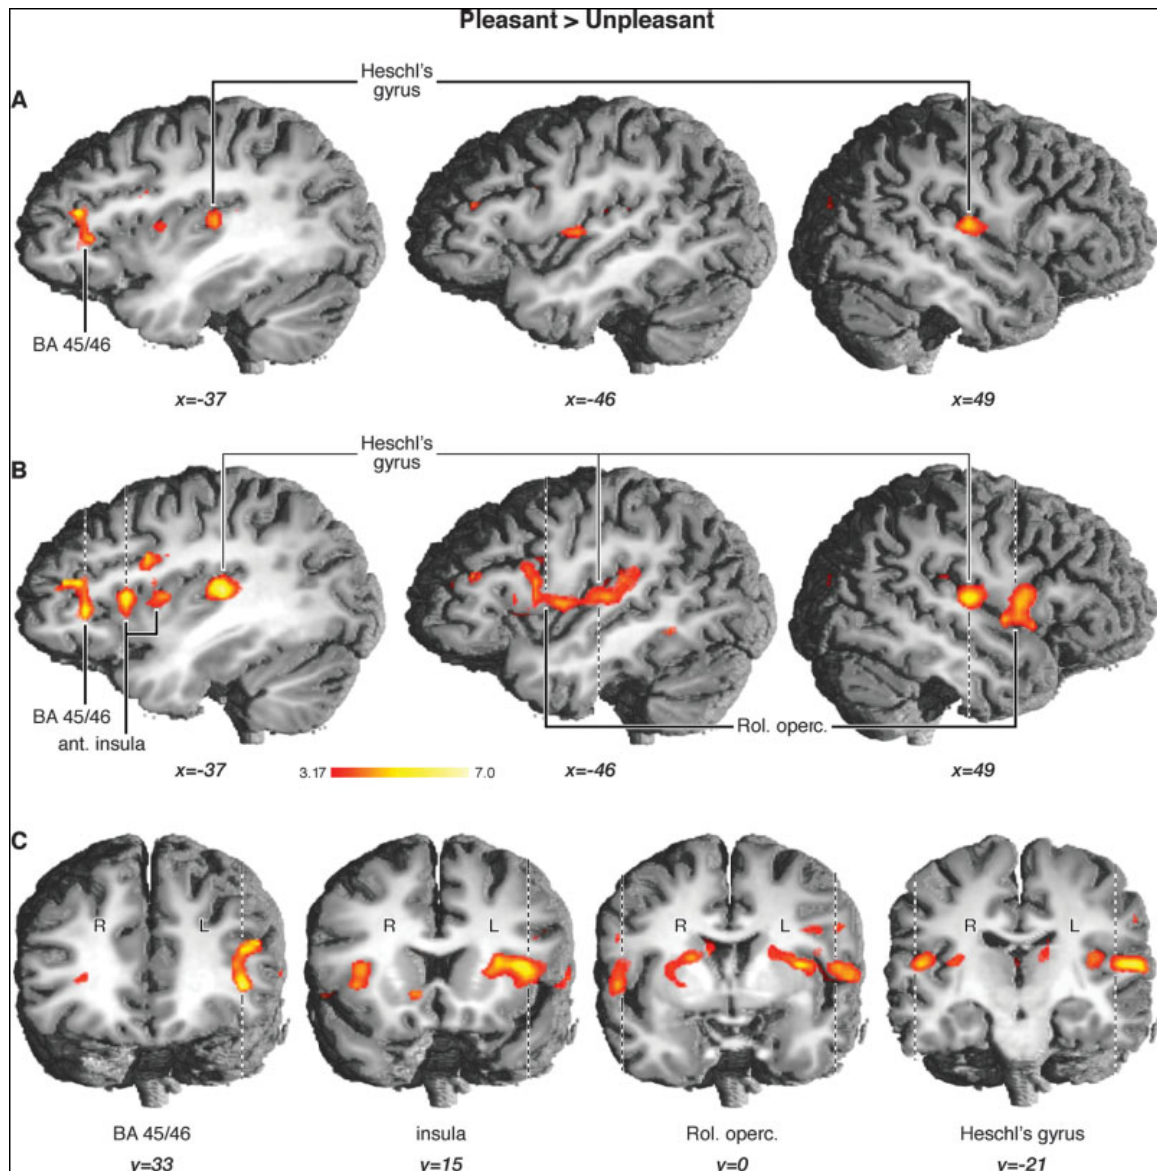 Pleasant > Unpleasant
A
Heschl's
gyrus
BA 45/46
x=-37
x=-46
x=49
B
Heschl's
gyrus
BA 45/46
ant. insula
Rol. operc.
x=-37
3.17
7.0
x=-46
x=49
C
R
L
R
L
R
L
R
L
BA 45/46
insula
Rol. operc.
Heschl's gyrus
y=33
y=15
y=0
y=-21